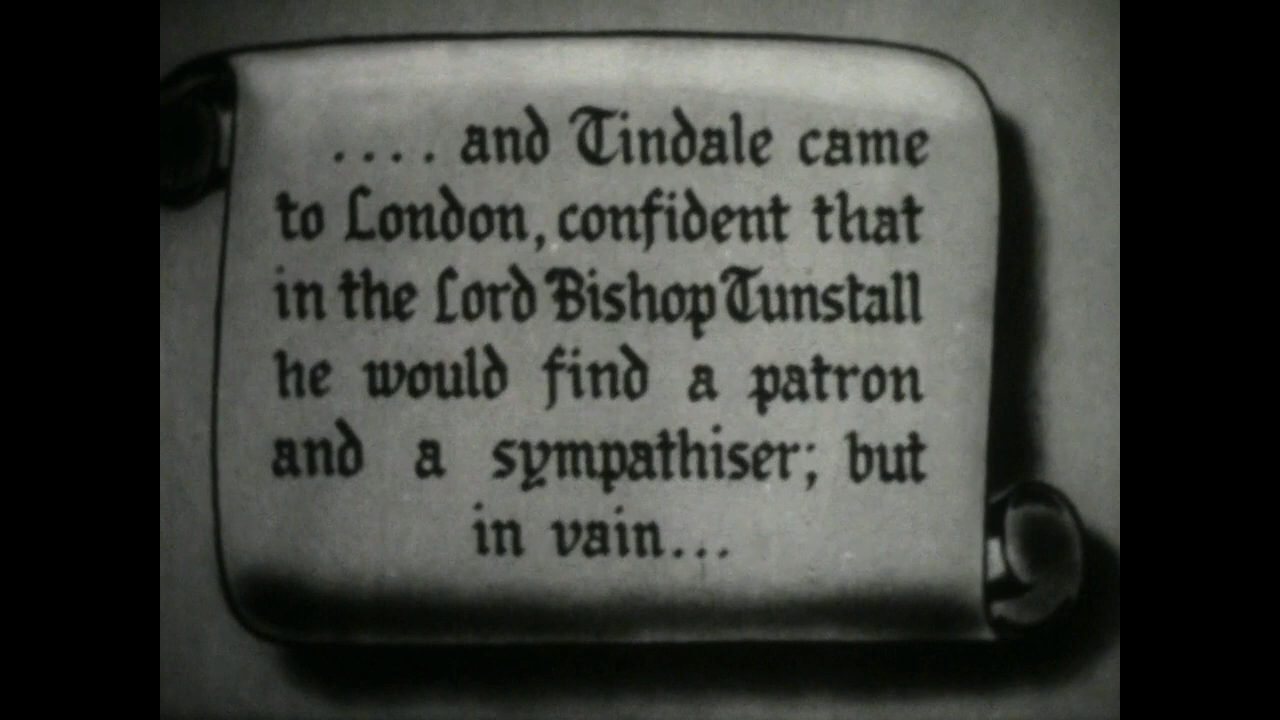 .... and Tindale came
to London, confident that
in the Lord Bishop Tunstall
he would find a patron
and a sympathiser; but
in vain...